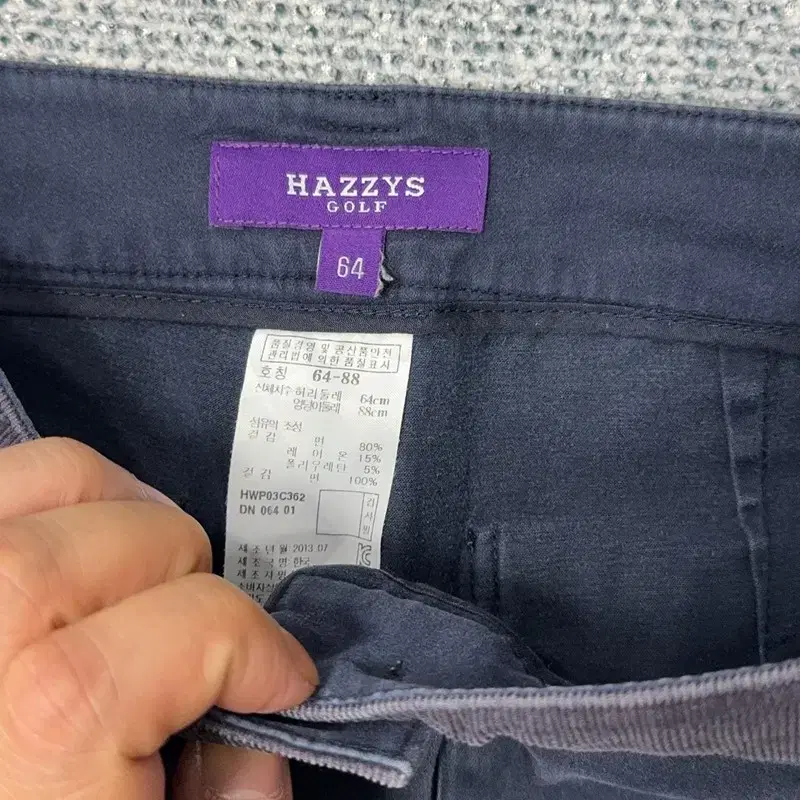 HAZZYS
GOLF
64
품질경영 및 공산품안전
관리법에 의한 품질표시
호칭 64-88
신체치수 허리둘레 64cm
엉덩이둘레 88cm
섬유의 조성
겉감 면 80%
레이온 15%
폴리우레탄 5%
면 100%
HWP03C362
DN 064 01
검사필
제조년월 2013.07
제조국명 한국